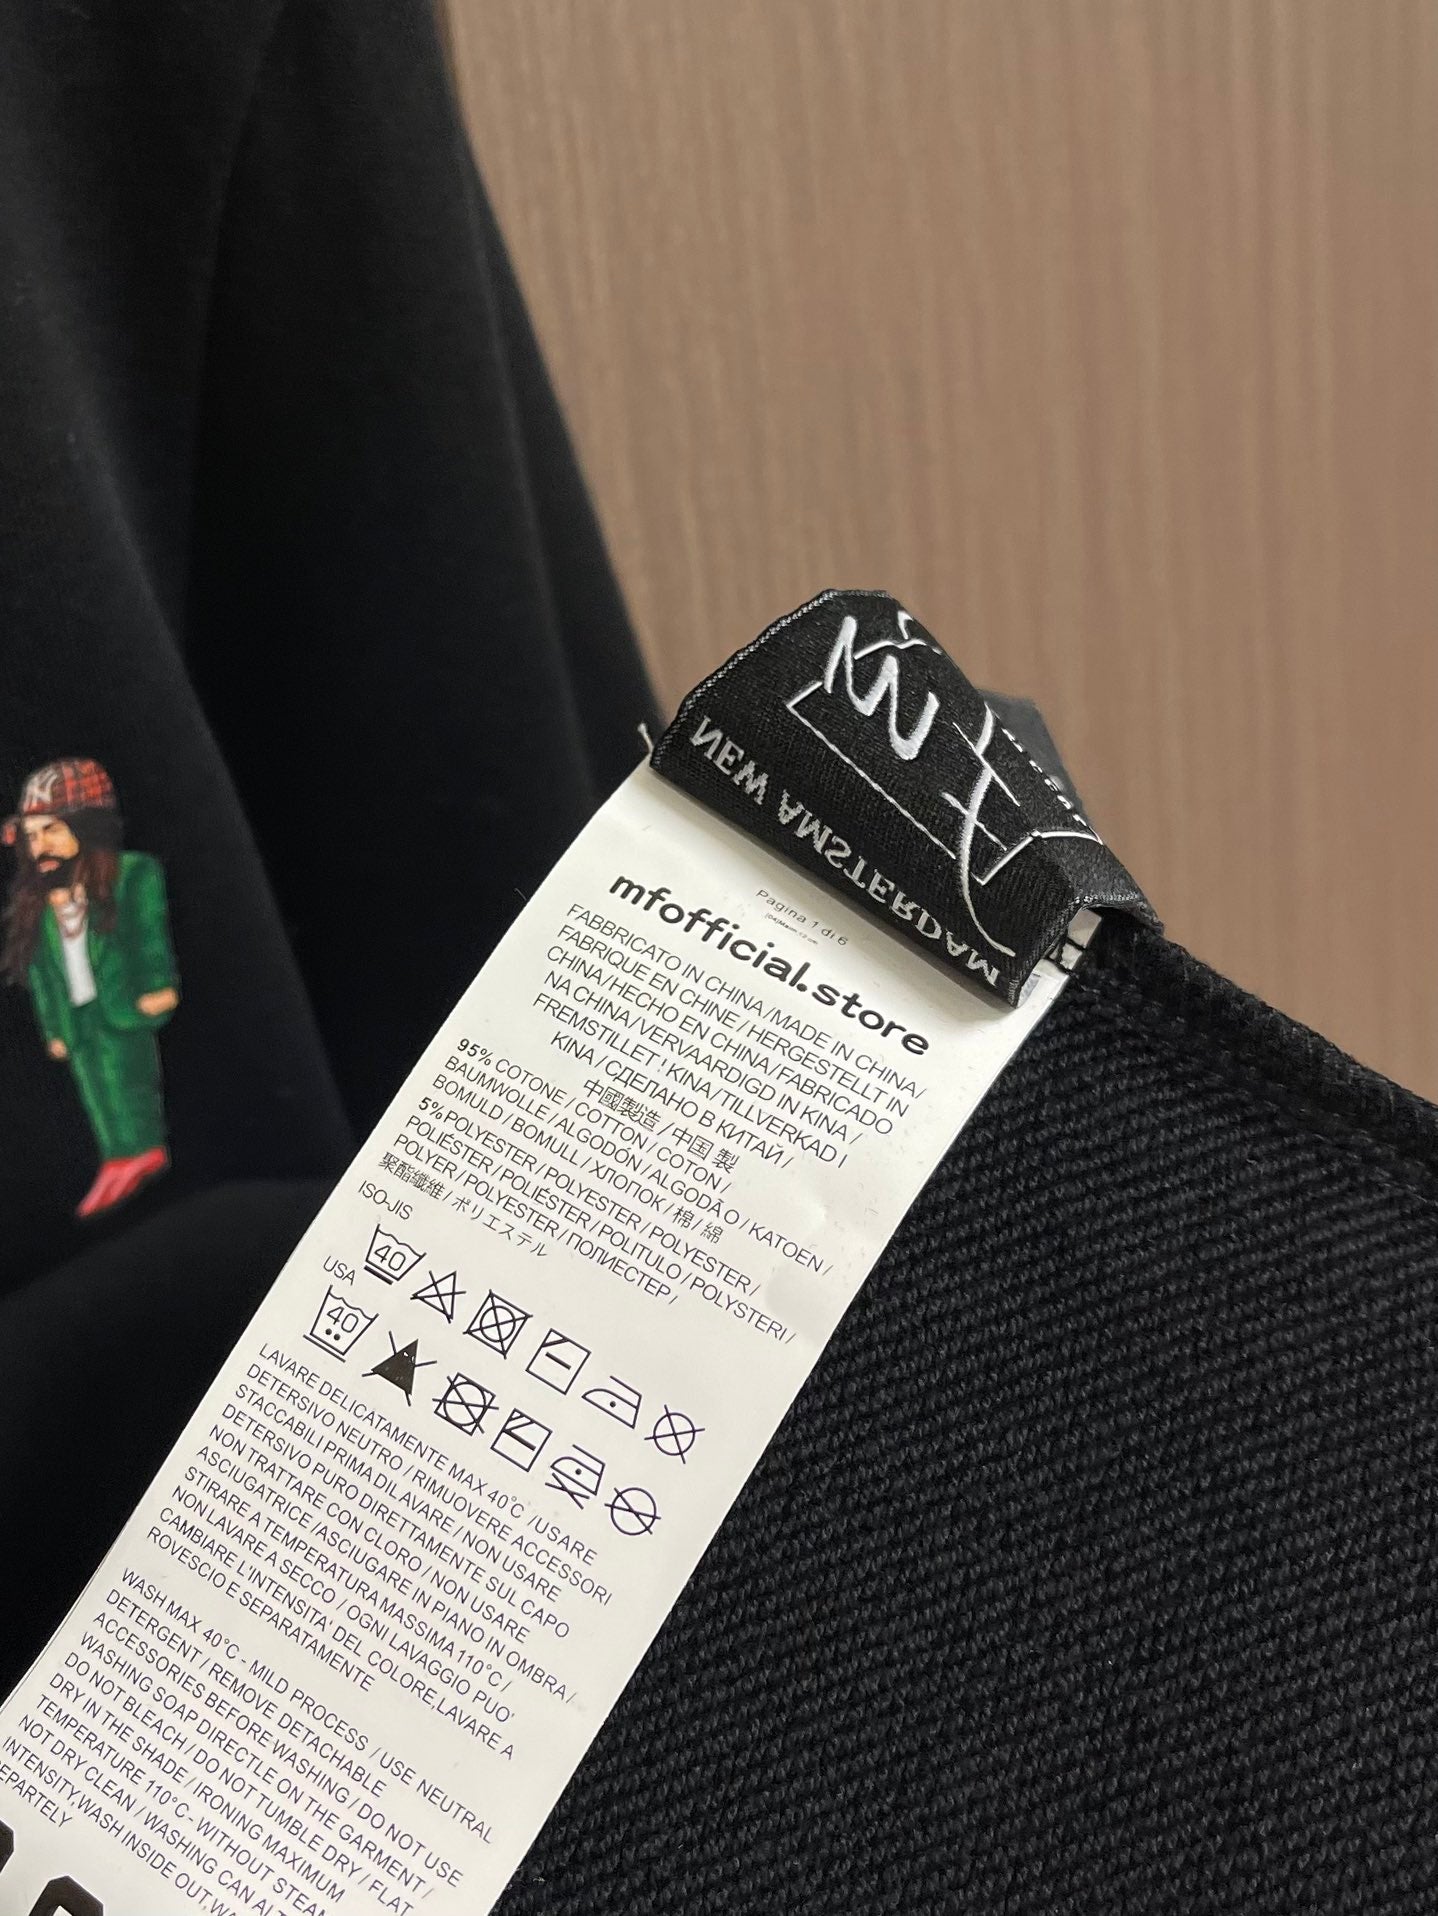 NEW AMSTERDAM
Pagina 1 di 6
mfofficial.store
FABBRICATO IN CHINA / MADE IN CHINA /
FABRIQUE EN CHINE / HERGESTELLT IN
CHINA / HECHO EN CHINA / FABRICADO
NA CHINA / VERVAARDIGD IN KINA /
FREMSTILLET I KINA / TILLVERKAD I
KINA / СДЕЛАНО В КИТАЙ /
中國製造 / 中国 製
95% COTONE / COTTON / COTON /
BAUMWOLLE / ALGODÓN / ALGODÃO / KATOEN /
BOMULD / BOMULL / ХЛОПОК / 棉 / 綿
5% POLYESTER / POLYESTER / POLYESTER /
POLIÉSTER / POLIÉSTER / POLITULO / POLYSTERI /
POLYER / POLYESTER / ПОЛИЕСТЕР /
聚酯纖維 / ポリエステル
ISO-JIS
40
USA
40
LAVARE DELICATAMENTE MAX 40°C / USARE
DETERSIVO NEUTRO / RIMUOVERE ACCESSORI
STACCABILI PRIMA DI LAVARE / NON USARE
DETERSIVO PURO DIRETTAMENTE SUL CAPO
NON TRATTARE CON CLORO / NON USARE
ASCIUGATRICE / ASCIUGARE IN PIANO IN OMBRA /
STIRARE A TEMPERATURA MASSIMA 110°C /
NON LAVARE A SECCO / OGNI LAVAGGIO PUO'
CAMBIARE L'INTENSITA' DEL COLORE, LAVARE A
ROVESCIO E SEPARATAMENTE
WASH MAX 40°C - MILD PROCESS / USE NEUTRAL
DETERGENT / REMOVE DETACHABLE
ACCESSORIES BEFORE WASHING / DO NOT USE
WASHING SOAP DIRECTLE ON THE GARMENT /
DO NOT BLEACH / DO NOT TUMBLE DRY / FLAT
DRY IN THE SHADE / IRONING MAXIMUM
TEMPERATURE 110°C - WITHOUT STEAM
NOT DRY CLEAN / WASHING CAN
INTENSITY, WASH INSIDE OUT,